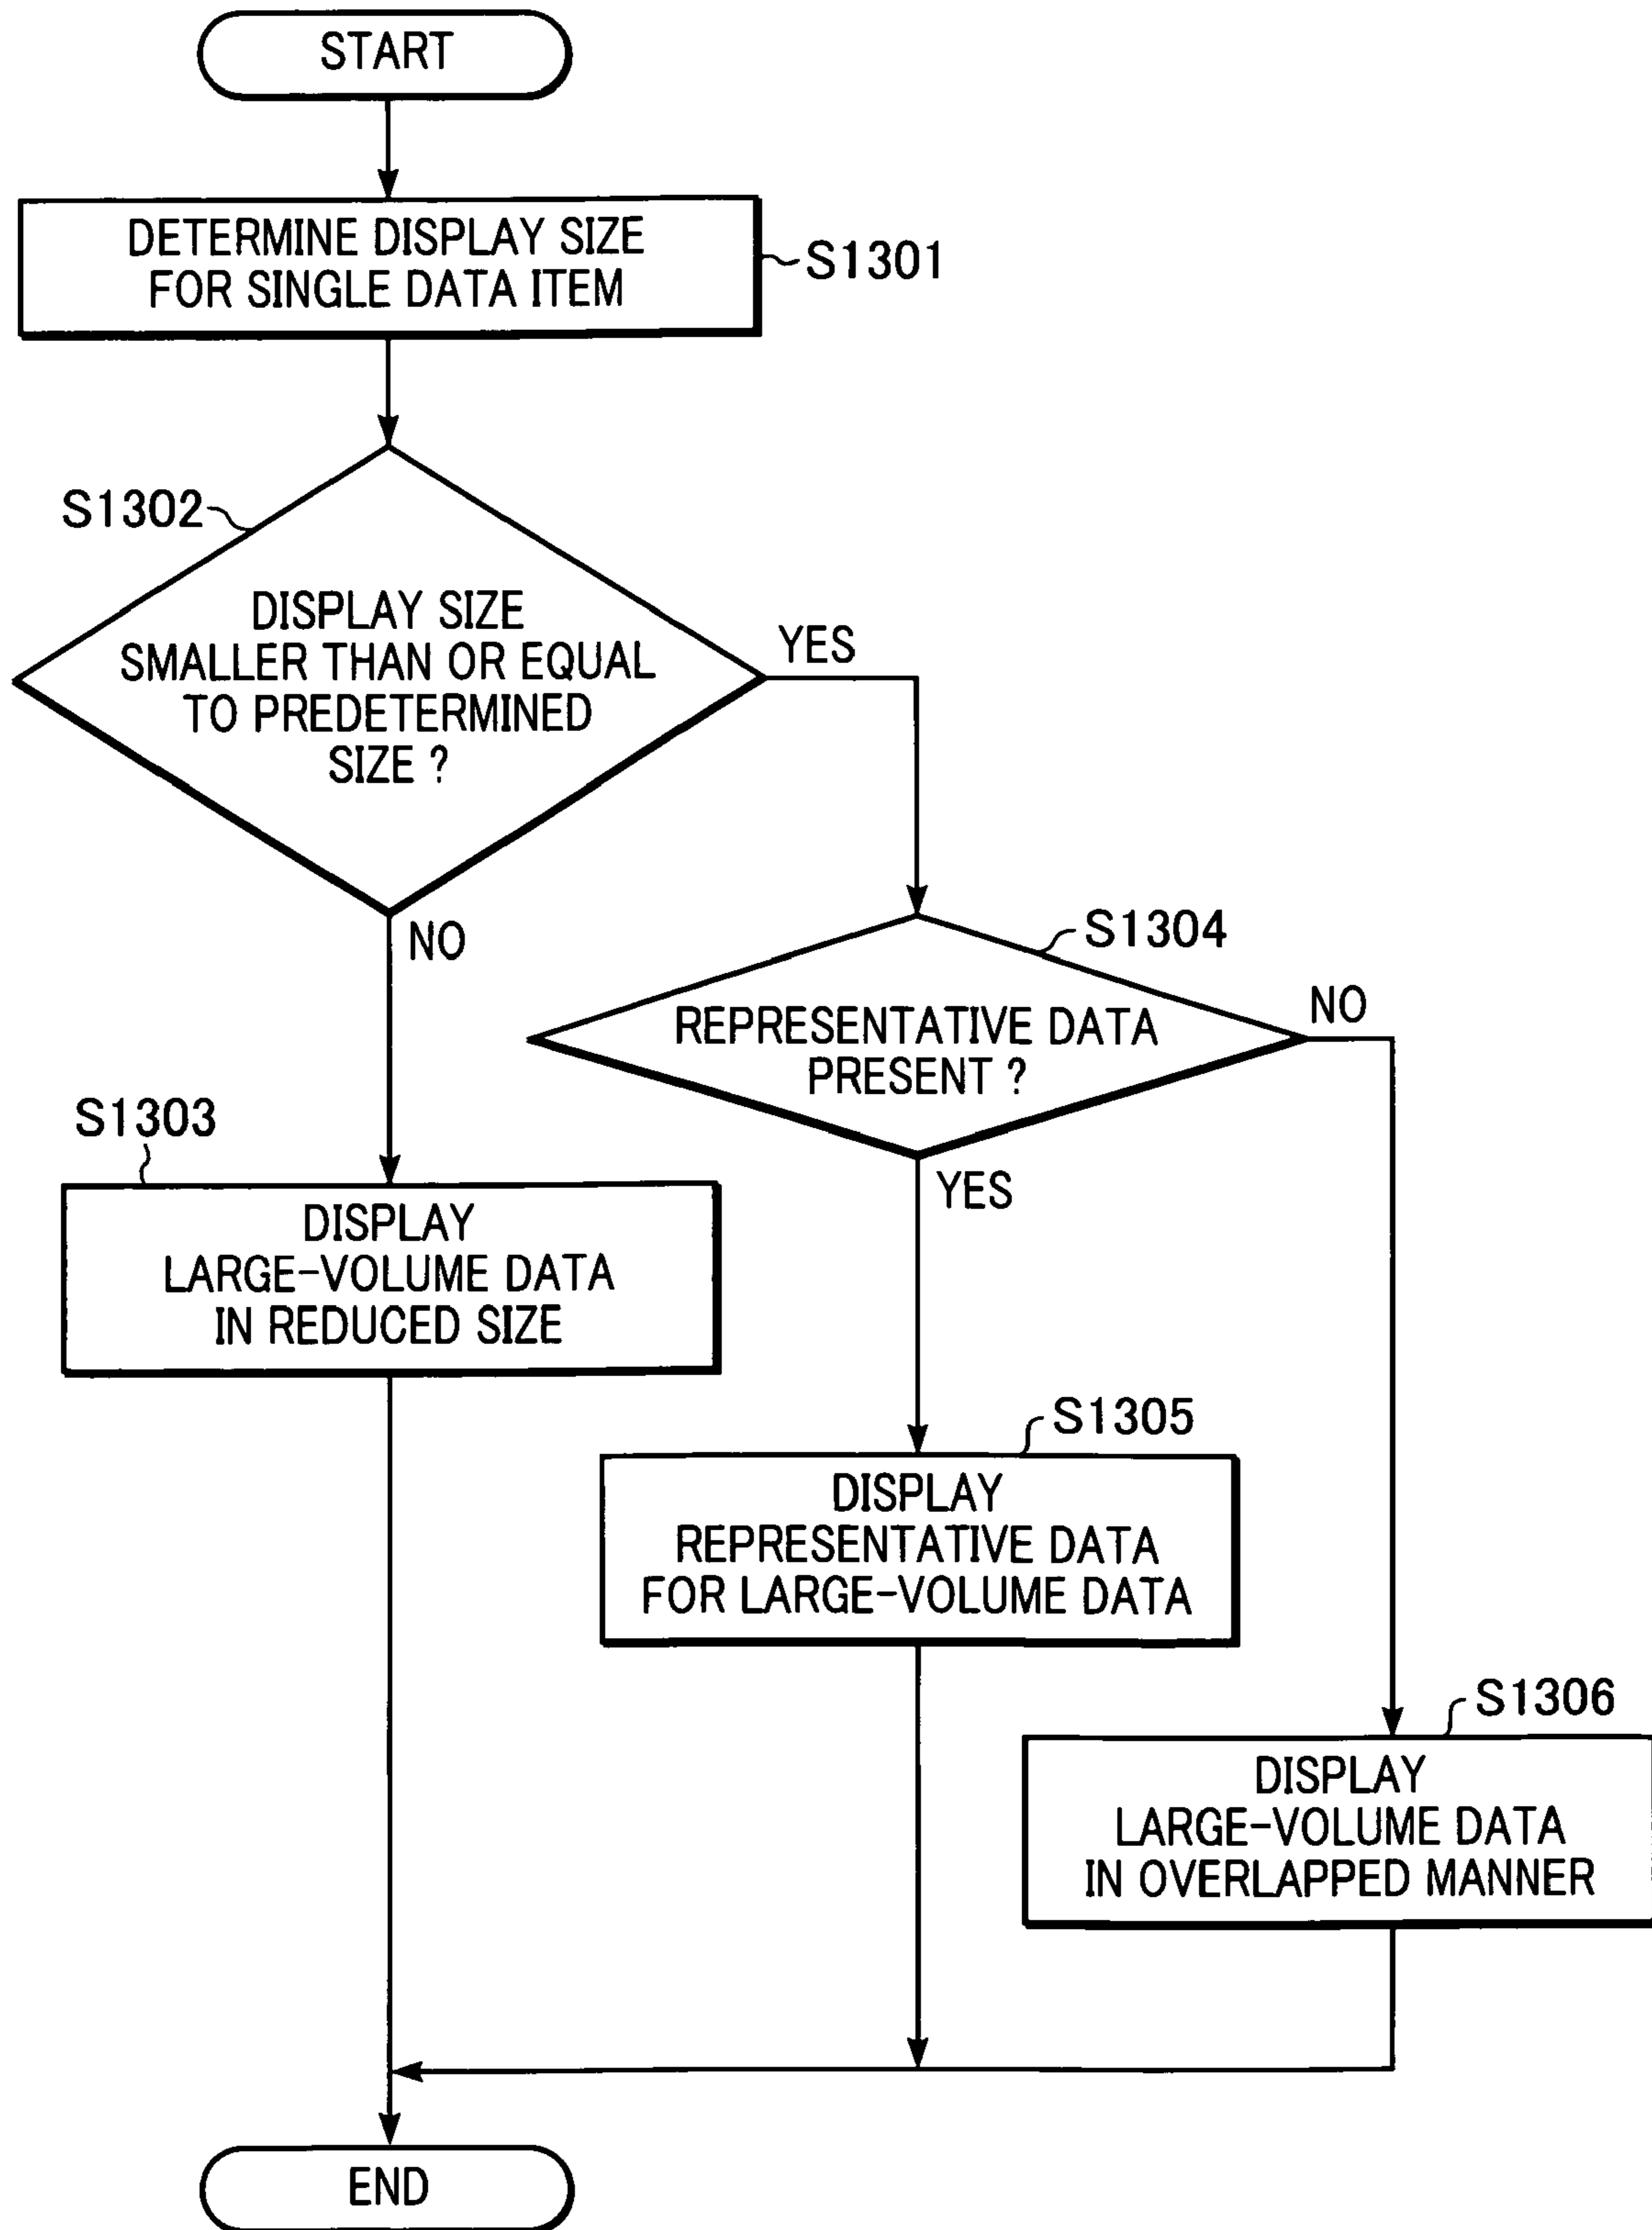 START
DETERMINE DISPLAY SIZE
FOR SINGLE DATA ITEM
S1301
S1302
DISPLAY SIZE
SMALLER THAN OR EQUAL
TO PREDETERMINED
SIZE ?
YES
NO
S1304
REPRESENTATIVE DATA
PRESENT ?
NO
YES
S1303
DISPLAY
LARGE-VOLUME DATA
IN REDUCED SIZE
S1305
DISPLAY
REPRESENTATIVE DATA
FOR LARGE-VOLUME DATA
S1306
DISPLAY
LARGE-VOLUME DATA
IN OVERLAPPED MANNER
END